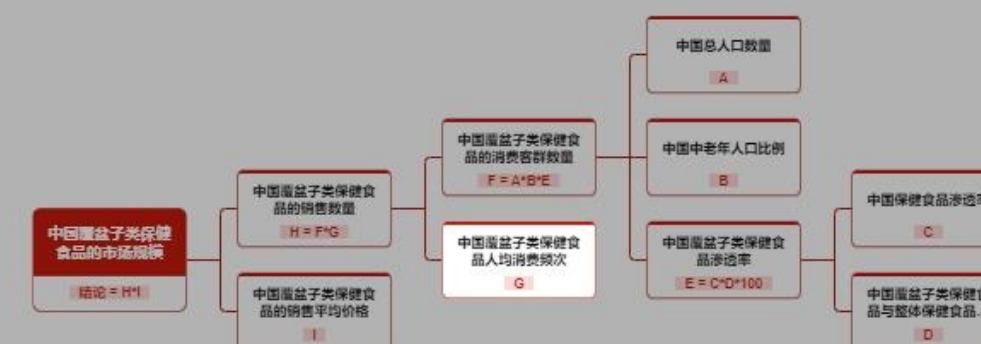 中国总人口数量
A
中国覆盆子类保健食
品的消费客群数量
F = A*B*E
中国中老年人口比例
B
中国覆盆子类保健食
品的销售数量
H = F*G
中国保健食品渗透率
C
中国覆盆子类保健
食品的市场规模
结论 = H*I
中国覆盆子类保健食
品人均消费频次
G
中国覆盆子类保健食
品渗透率
E = C*D*100
中国覆盆子类保健食
品的销售平均价格
I
中国覆盆子类保健食
品与整体保健食品...
D